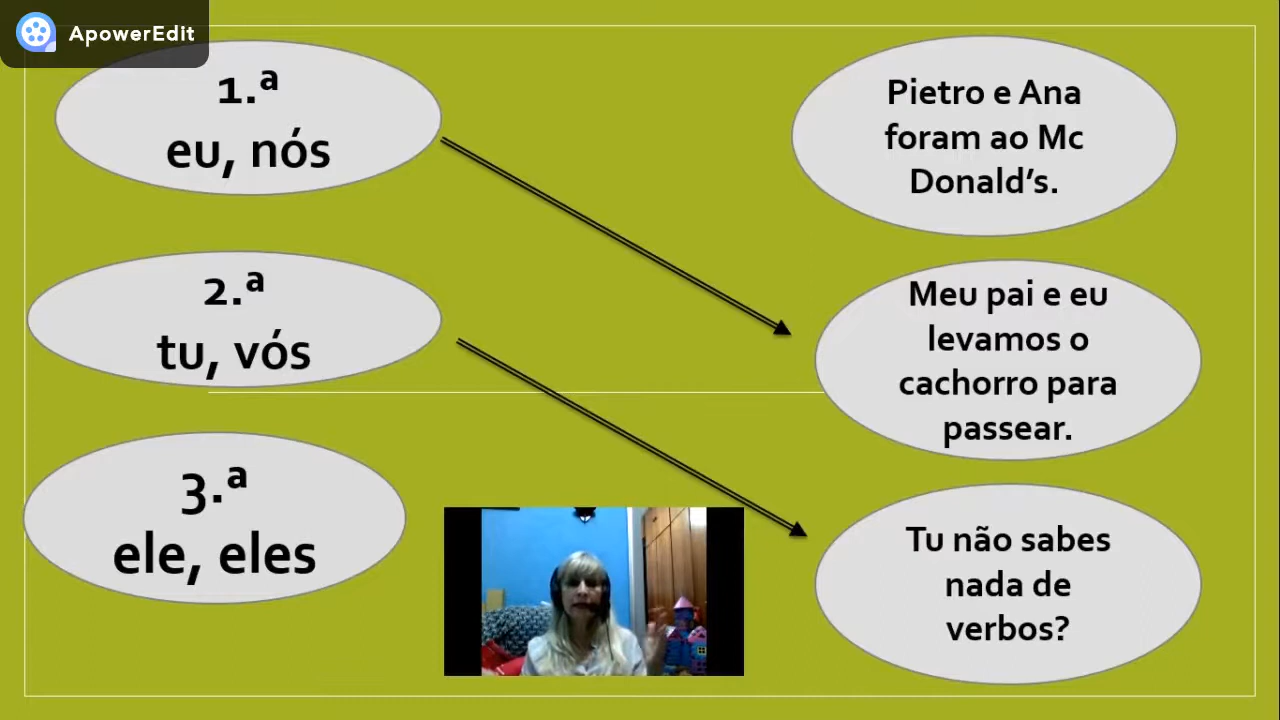 ApowerEdit
1.ª
eu, nós
2.ª
tu, vós
3.ª
ele, eles
Pietro e Ana
foram ao Mc
Donald’s.
Meu pai e eu
levamos o
cachorro para
passear.
Tu não sabes
nada de
verbos?